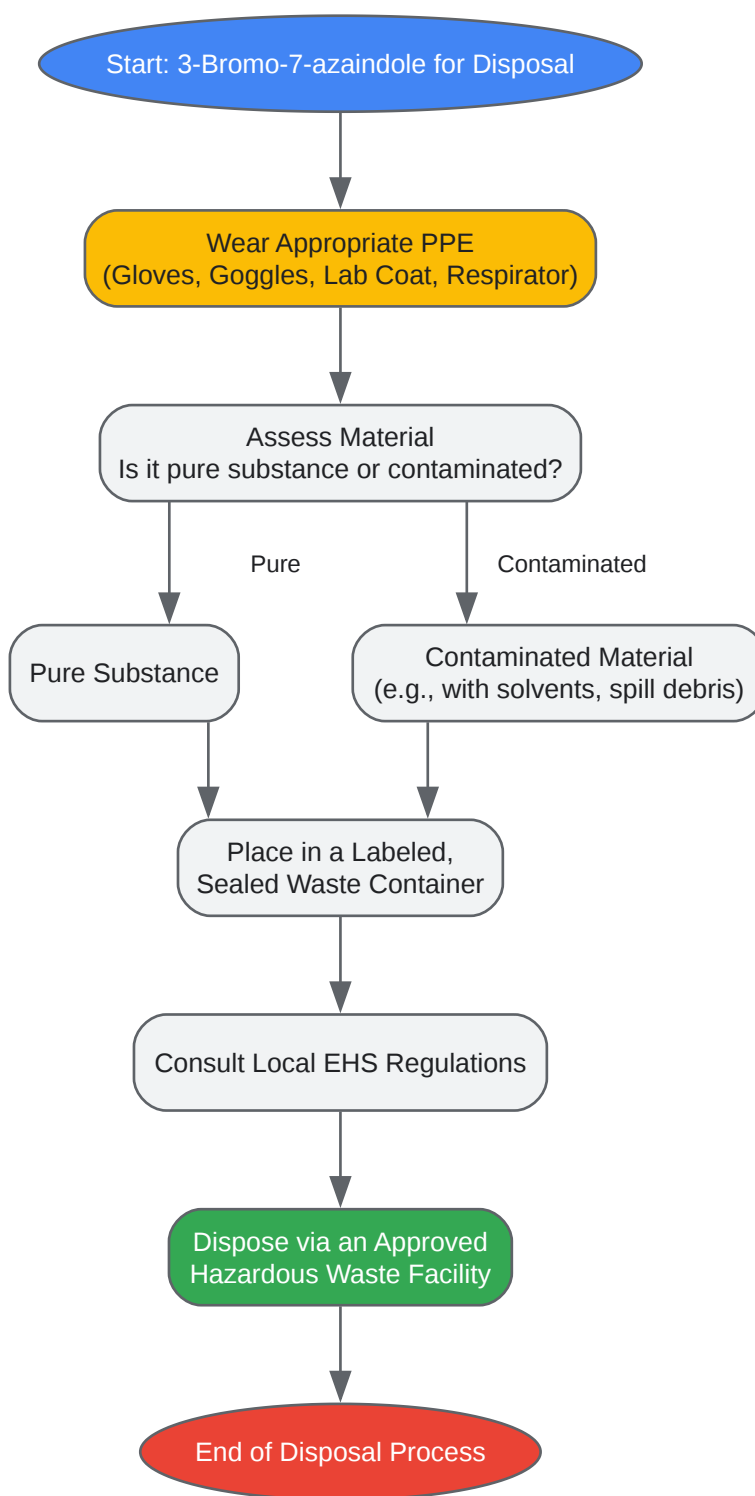 Start: 3-Bromo-7-azaindole for Disposal
Wear Appropriate PPE
(Gloves, Goggles, Lab Coat, Respirator)
Assess Material
Is it pure substance or contaminated?
Pure
Contaminated
Pure Substance
Contaminated Material
(e.g., with solvents, spill debris)
Place in a Labeled,
Sealed Waste Container
Consult Local EHS Regulations
Dispose via an Approved
Hazardous Waste Facility
End of Disposal Process